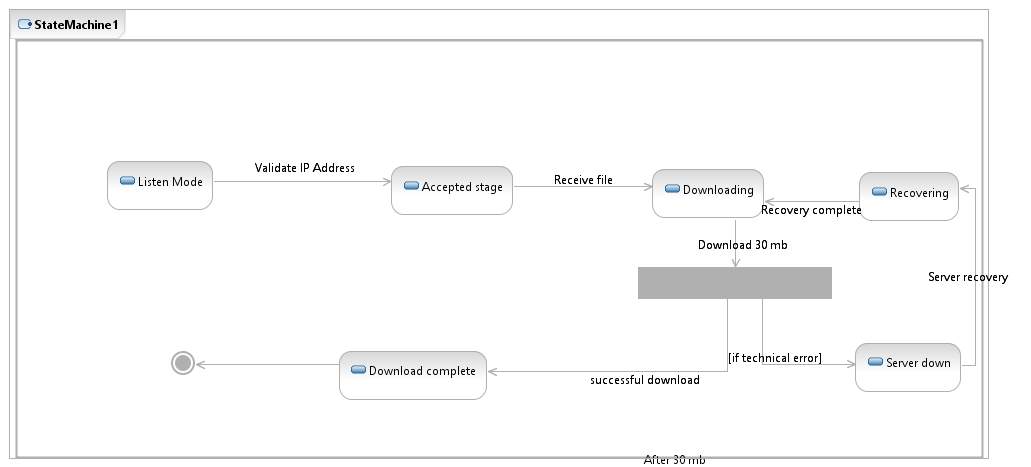 StateMachine1
Validate IP Address
Listen Mode
Accepted stage
Receive file
Downloading
Recovering
Recovery complete
Download 30 mb
Server recovery
[if technical error]
Server down
Download complete
successful download
After 30 mb